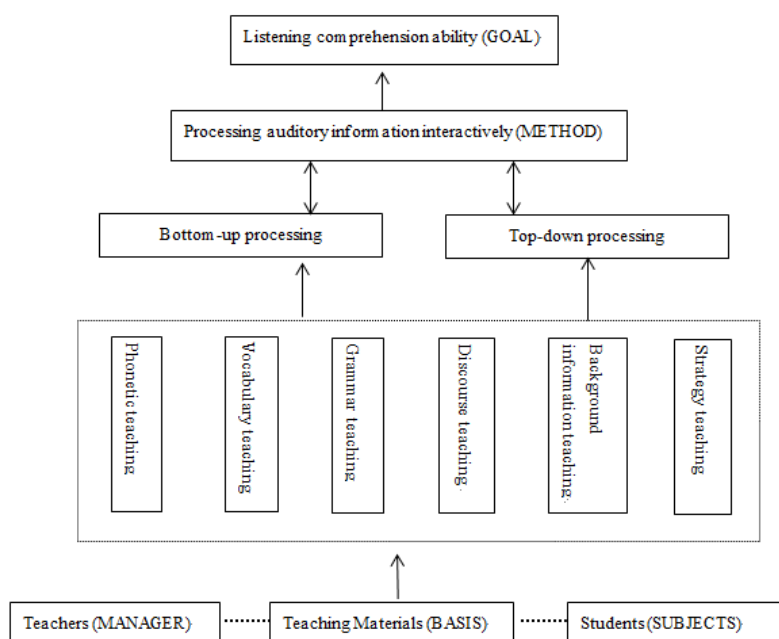 Listening comprehension ability (GOAL)
Processing auditory information interactively (METHOD)
Bottom-up processing
Top-down processing
Phonetic teaching
Vocabulary teaching
Grammar teaching
Discourse teaching.
Background
information teaching.
Strategy teaching
Teachers (MANAGER)
Teaching Materials (BASIS)
Students (SUBJECTS)